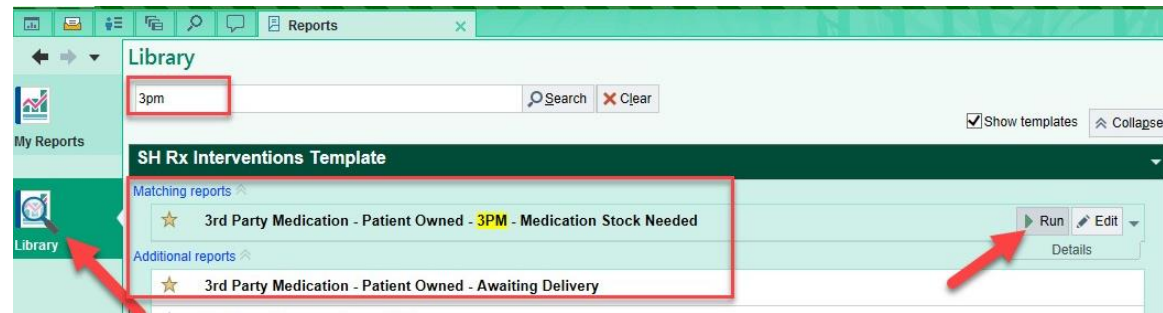 Reports
Library
3pm Search Clear
My Reports
Show templates Collapse
SH Rx Interventions Template
Matching reports
3rd Party Medication - Patient Owned - 3PM - Medication Stock Needed Run Edit
Library
Details
Additional reports
3rd Party Medication - Patient Owned - Awaiting Delivery